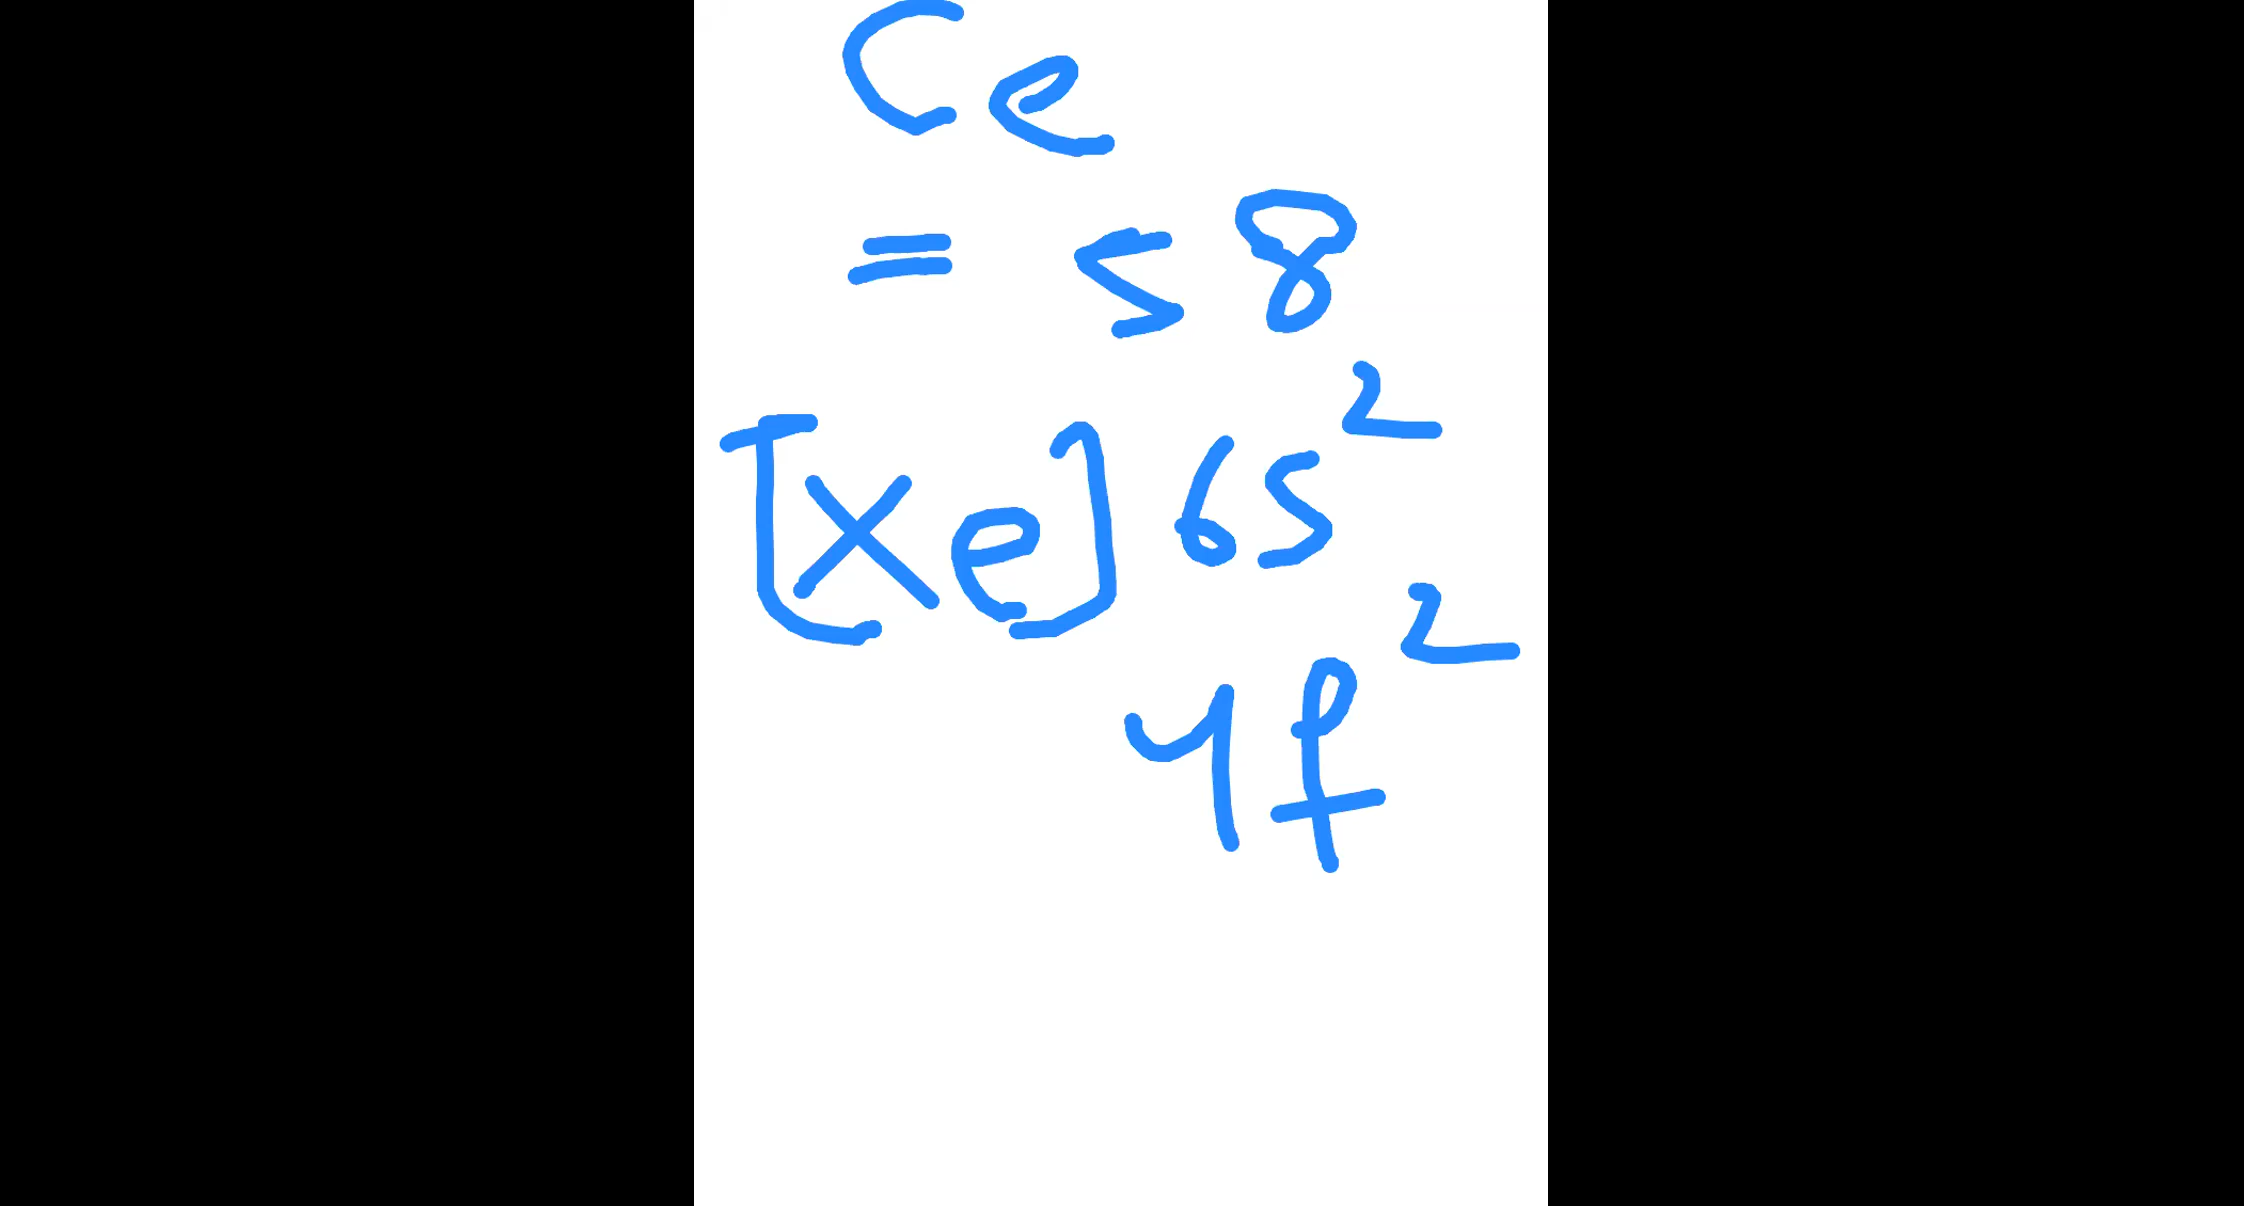 Ce
= 58
[Xe] 6s²
4f²